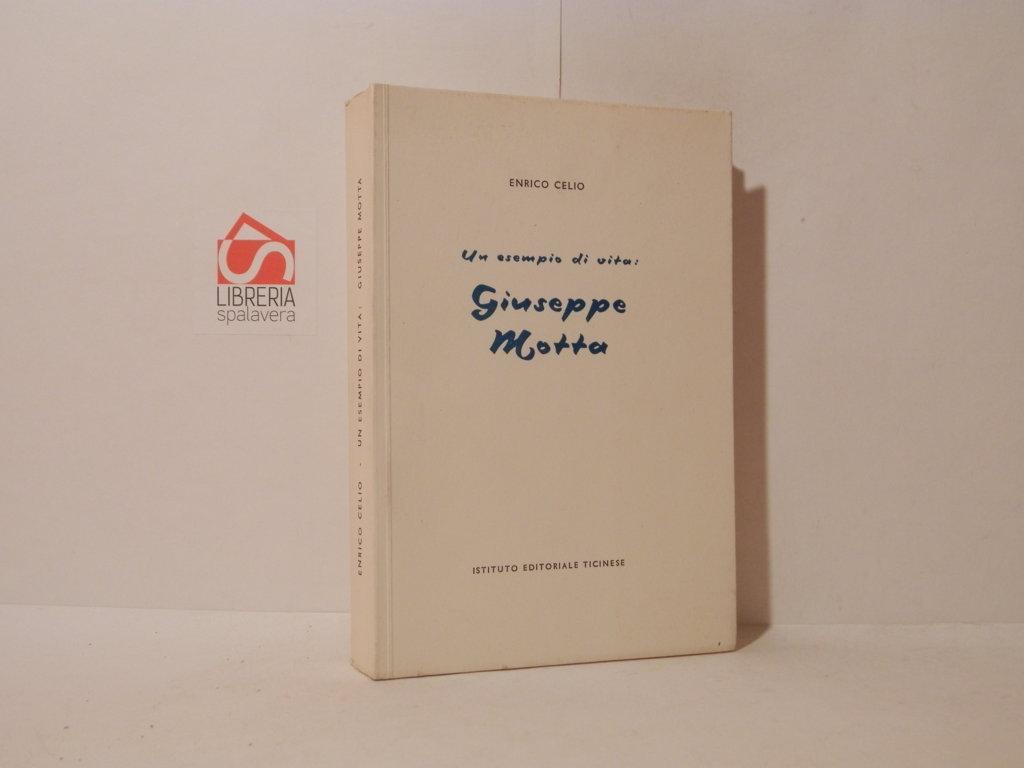 ENRICO CELIO
Un esempio di vita:
Giuseppe
Motta
ISTITUTO EDITORIALE TICINESE
ENRICO CELIO - UN ESEMPIO DI VITA: GIUSEPPE MOTTA
LIBRERIA
spalavera